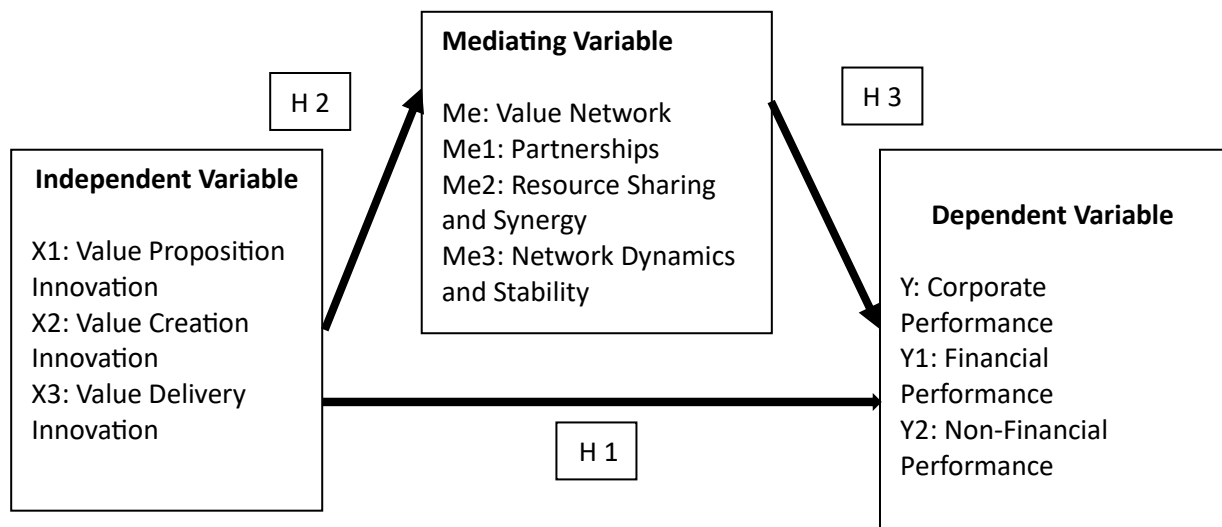 Mediating Variable
Me: Value Network
Me1: Partnerships
Me2: Resource Sharing
and Synergy
Me3: Network Dynamics
and Stability
H 2
H 3
Independent Variable
X1: Value Proposition
Innovation
X2: Value Creation
Innovation
X3: Value Delivery
Innovation
Dependent Variable
Y: Corporate
Performance
Y1: Financial
Performance
Y2: Non-Financial
Performance
H 1